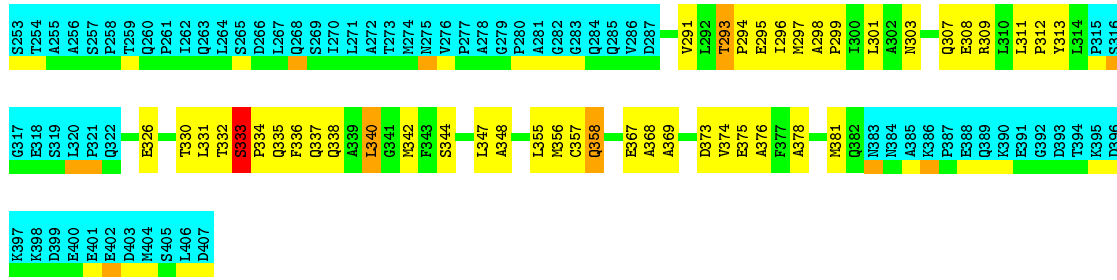 S253 T254 A255 A256 S257 P258 T259 Q260 P261 I262 Q263 L264 S265 D266 L267 Q268 S269 I270 L271 A272 T273 M274 N275 V276 P277 A278 G279 P280 A281 G282 G283 Q284 Q285 V286 D287 V291 L292 T293 P294 E295 I296 M297 A298 P299 I300 L301 A302 N303 Q307 E308 R309 L310 L311 P312 Y313 L314 P315
G317 E318 S319 L320 P321 Q322 E326 T330 L331 T332 S333 P334 Q335 F336 Q337 Q338 A339 L340 G341 M342 F343 S344 L347 A348 L355 M356 C357 Q358 E367 A368 A369 D373 V374 E375 A376 F377 A378 M381 Q382 N383 N384 A385 K386 P387 E388 Q389 K390 E391 G392 D393 T394 K395 D396
K397 K398 D399 E400 E401 E402 D403 M404 S405 L406 D407